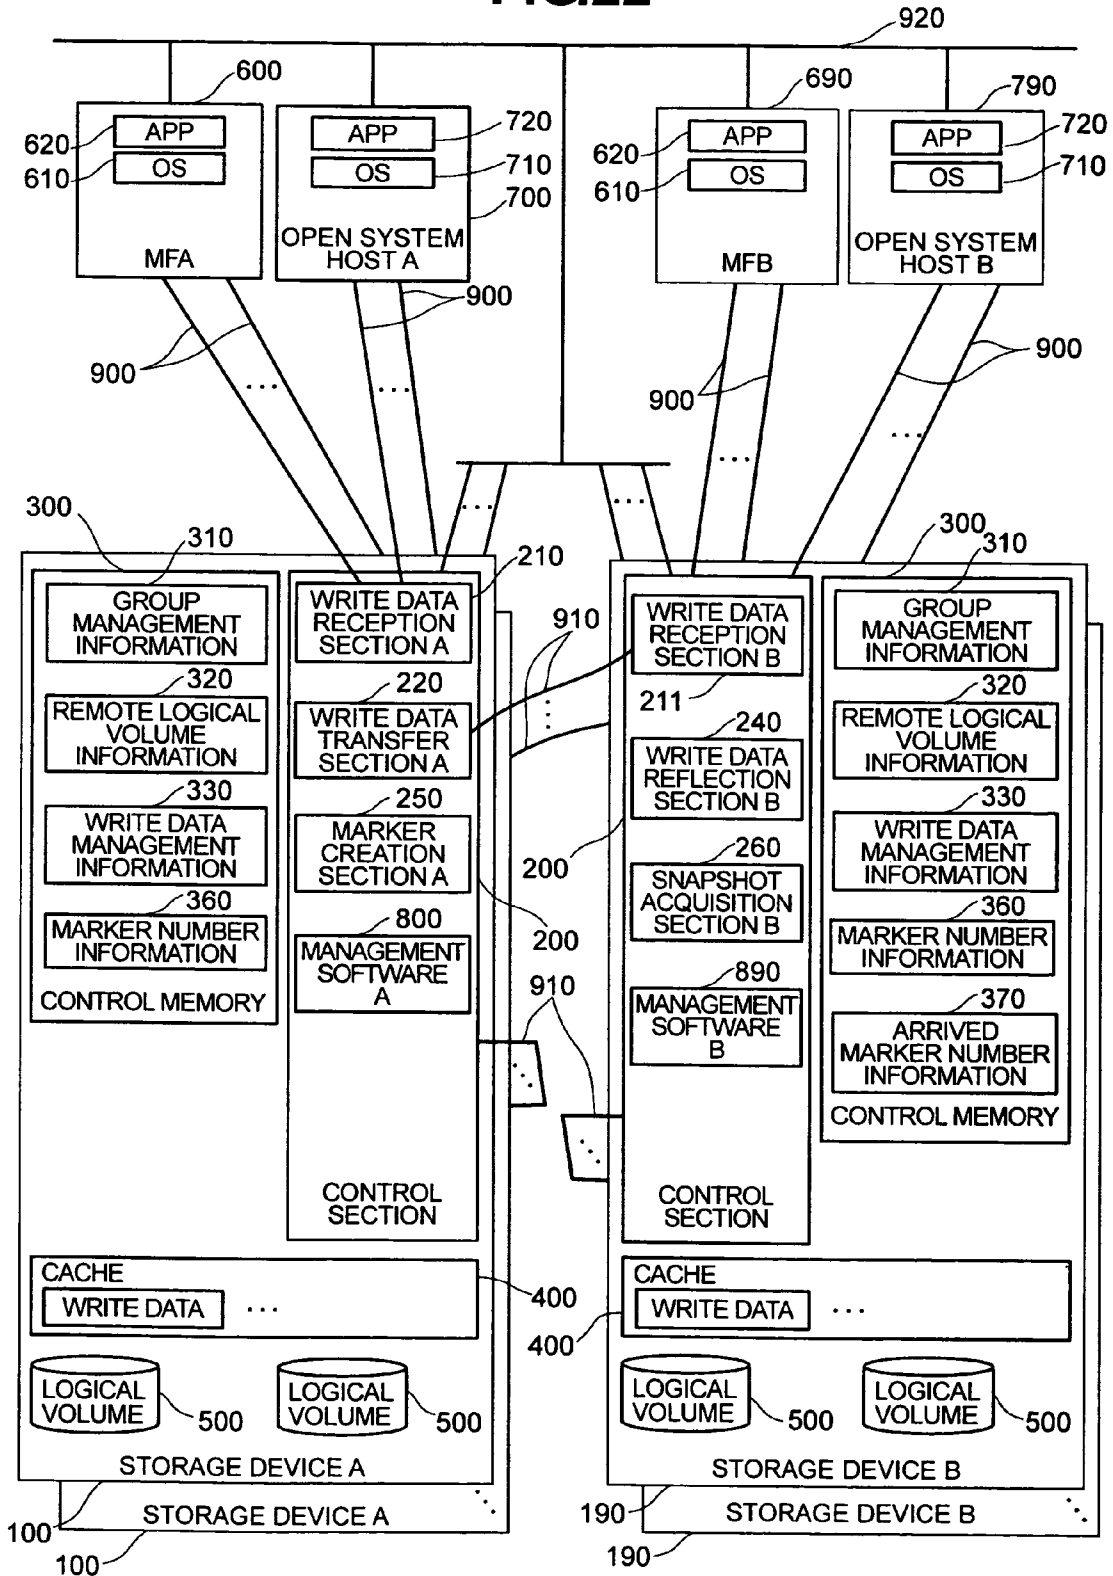 FIG.22
920
600
APP
620
OS
610
MFA
APP
720
OS
710
700
OPEN SYSTEM
HOST A
690
APP
620
OS
610
MFB
790
APP
720
OS
710
OPEN SYSTEM
HOST B
900
900
900
900
300
310
GROUP
MANAGEMENT
INFORMATION
320
REMOTE LOGICAL
VOLUME
INFORMATION
330
WRITE DATA
MANAGEMENT
INFORMATION
360
MARKER NUMBER
INFORMATION
CONTROL MEMORY
210
WRITE DATA
RECEPTION
SECTION A
220
WRITE DATA
TRANSFER
SECTION A
250
MARKER
CREATION
SECTION A
800
MANAGEMENT
SOFTWARE
A
200
CONTROL
SECTION
910
910
910
WRITE DATA
RECEPTION
SECTION B
211
240
WRITE DATA
REFLECTION
SECTION B
200
260
SNAPSHOT
ACQUISITION
SECTION B
890
MANAGEMENT
SOFTWARE
B
CONTROL
SECTION
300
310
GROUP
MANAGEMENT
INFORMATION
320
REMOTE LOGICAL
VOLUME
INFORMATION
330
WRITE DATA
MANAGEMENT
INFORMATION
360
MARKER NUMBER
INFORMATION
370
ARRIVED
MARKER NUMBER
INFORMATION
CONTROL MEMORY
CACHE
WRITE DATA
...
400
LOGICAL
VOLUME
500
LOGICAL
VOLUME
500
STORAGE DEVICE A
100
STORAGE DEVICE A
100
CACHE
WRITE DATA
...
400
LOGICAL
VOLUME
500
LOGICAL
VOLUME
500
STORAGE DEVICE B
190
STORAGE DEVICE B
190